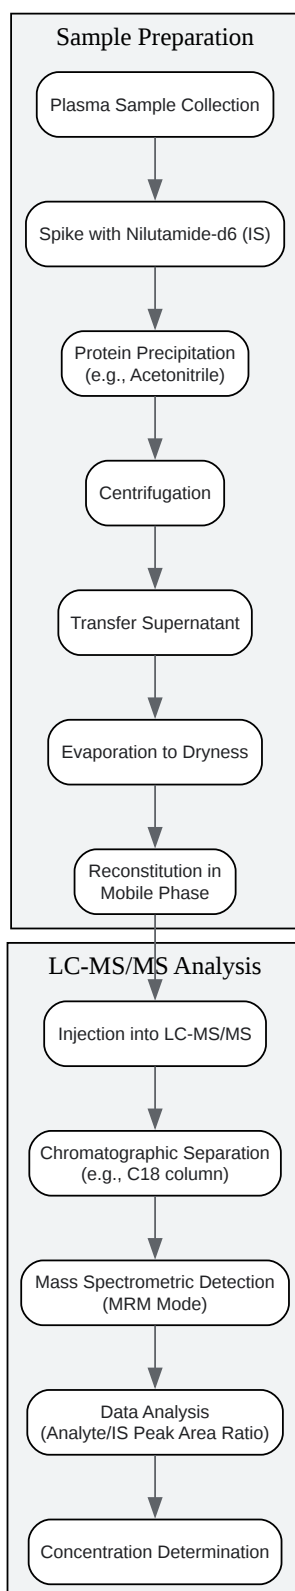 Sample Preparation
Plasma Sample Collection
Spike with Nilutamide-d6 (IS)
Protein Precipitation
(e.g., Acetonitrile)
Centrifugation
Transfer Supernatant
Evaporation to Dryness
Reconstitution in
Mobile Phase
LC-MS/MS Analysis
Injection into LC-MS/MS
Chromatographic Separation
(e.g., C18 column)
Mass Spectrometric Detection
(MRM Mode)
Data Analysis
(Analyte/IS Peak Area Ratio)
Concentration Determination